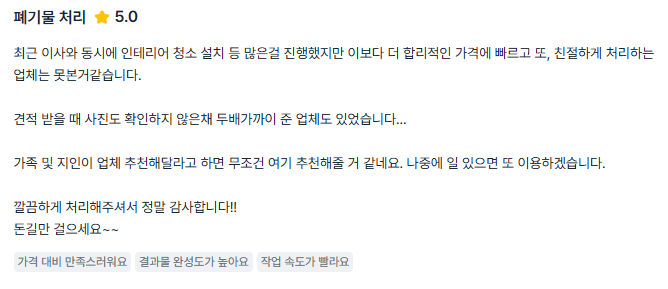 폐기물 처리 ★ 5.0
최근 이사와 동시에 인테리어 청소 설치 등 많은걸 진행했지만 이보다 더 합리적인 가격에 빠르고 또, 친절하게 처리하는
업체는 못본거같습니다.
견적 받을 때 사진도 확인하지 않은채 두배가까이 준 업체도 있었습니다...
가족 및 지인이 업체 추천해달라고 하면 무조건 여기 추천해줄 거 같네요. 나중에 일 있으면 또 이용하겠습니다.
깔끔하게 처리해주셔서 정말 감사합니다!!
돈길만 걸으세요~~
가격 대비 만족스러워요 결과물 완성도가 높아요 작업 속도가 빨라요